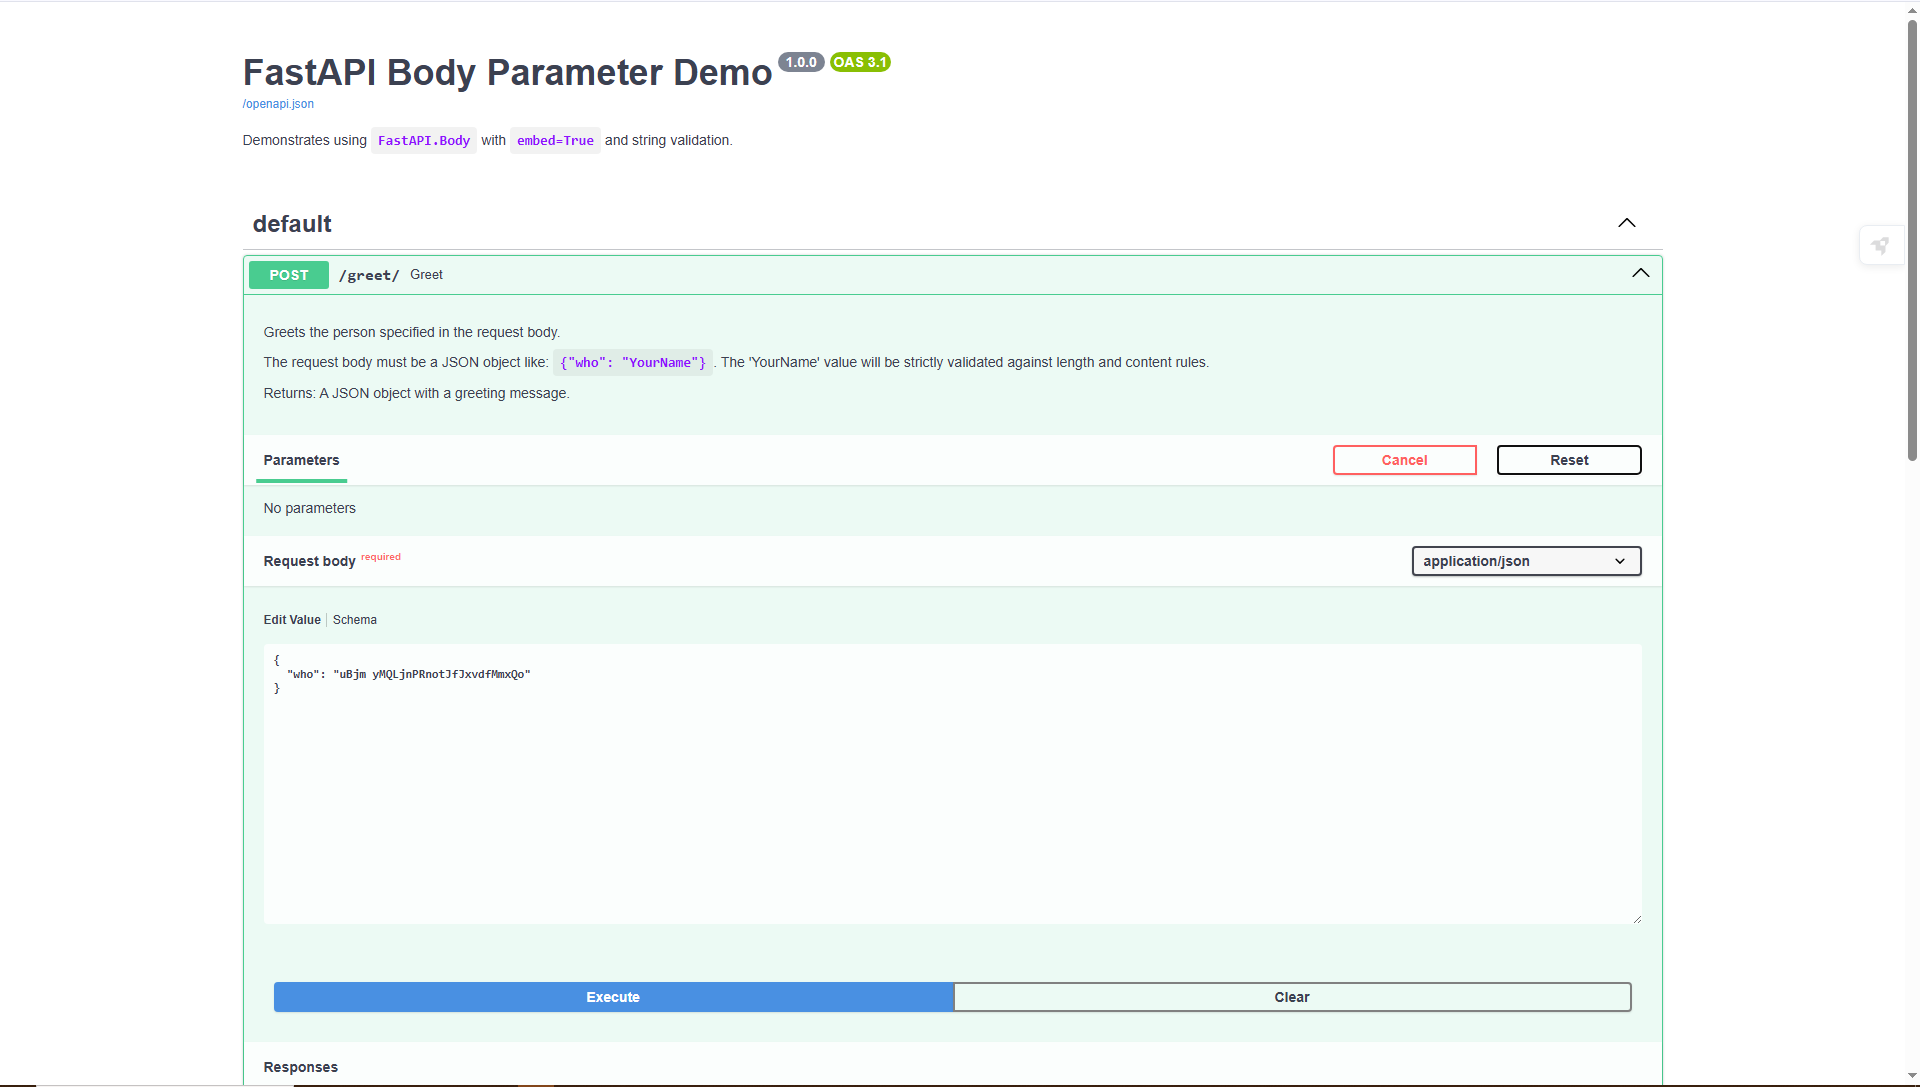 FastAPI Body Parameter Demo 1.0.0 OAS 3.1
/openapi.json
Demonstrates using FastAPI.Body with embed=True and string validation.
default
POST /greet/ Greet
Greets the person specified in the request body.
The request body must be a JSON object like: {"who": "YourName"} . The 'YourName' value will be strictly validated against length and content rules.
Returns: A JSON object with a greeting message.
Parameters Cancel Reset
No parameters
Request body required application/json
Edit Value Schema
{
"who": "uBjm yMQLjnPRnotJfJxvdfMmxQo"
}
Execute Clear
Responses